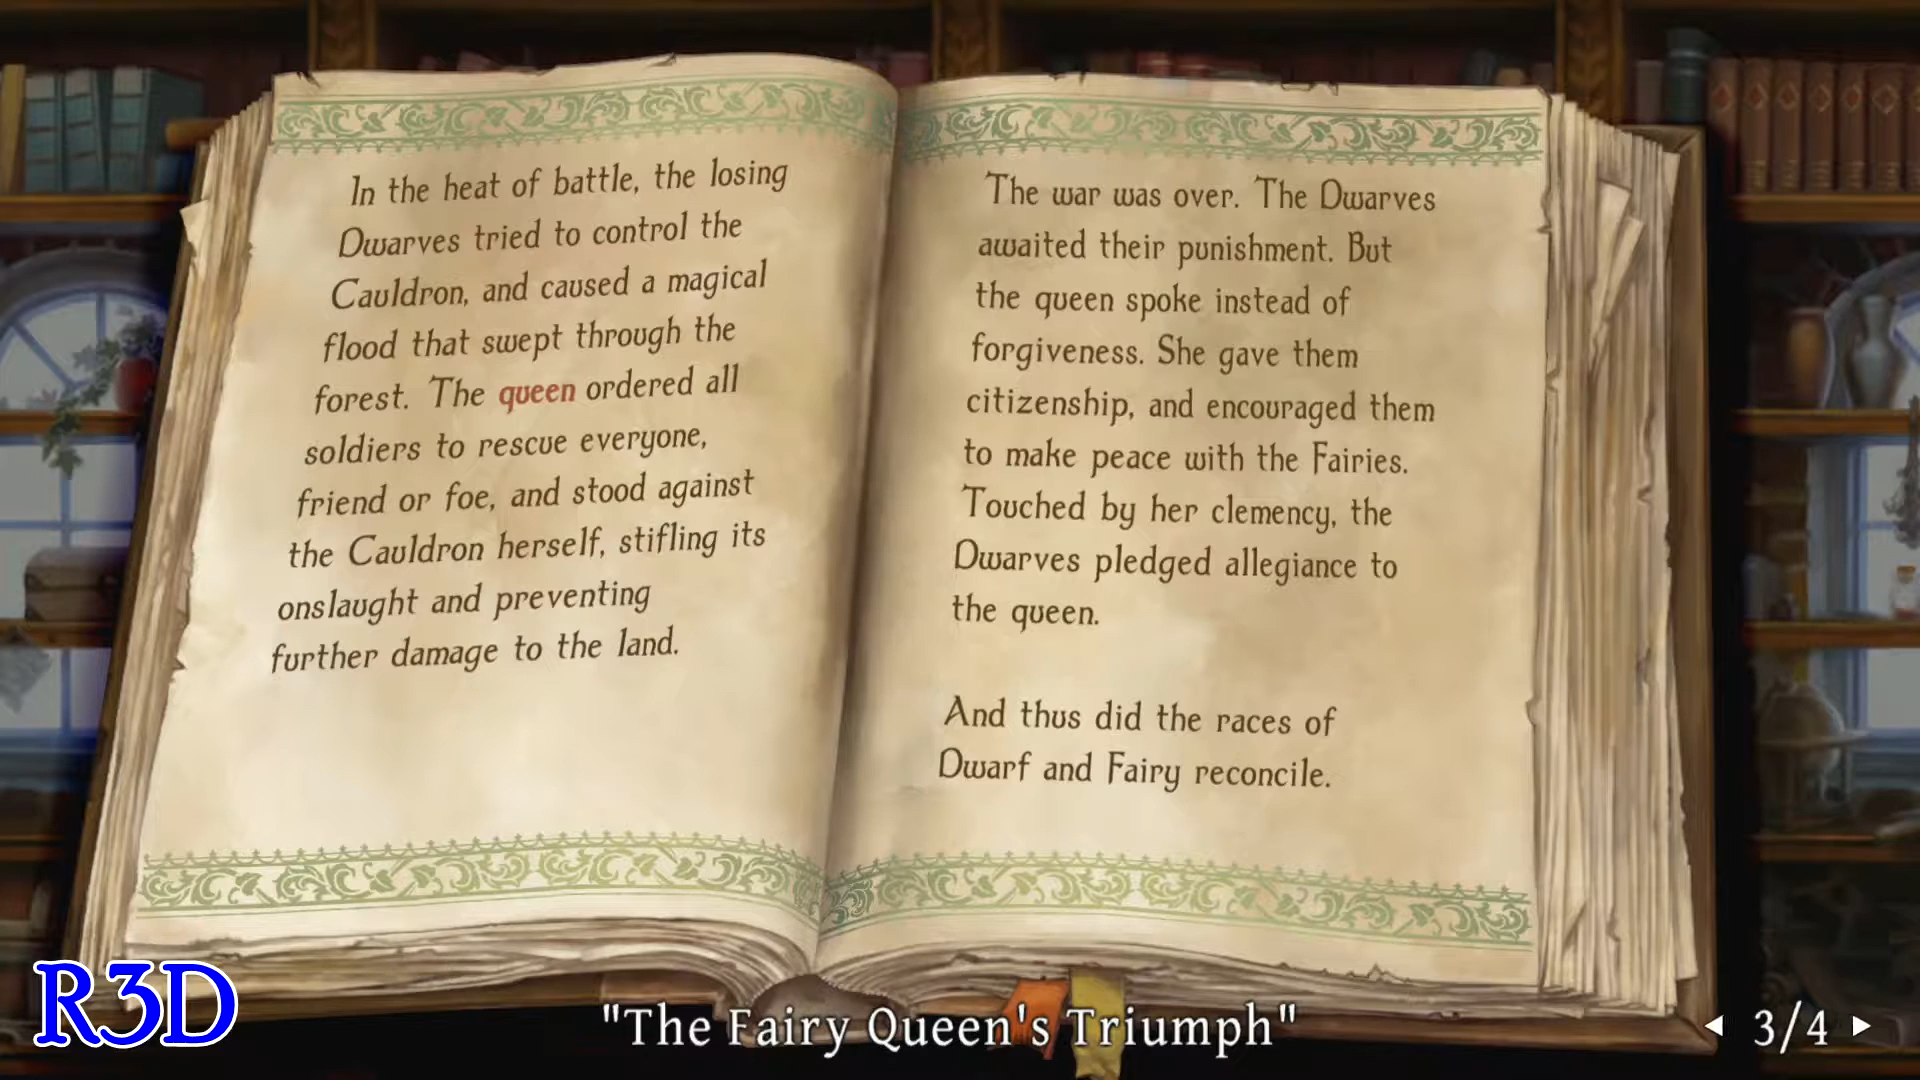 In the heat of battle, the losing
Dwarves tried to control the
Cauldron, and caused a magical
flood that swept through the
forest. The queen ordered all
soldiers to rescue everyone,
friend or foe, and stood against
the Cauldron herself, stifling its
onslaught and preventing
further damage to the land.
The war was over. The Dwarves
awaited their punishment. But
the queen spoke instead of
forgiveness. She gave them
citizenship, and encouraged them
to make peace with the Fairies.
Touched by her clemency, the
Dwarves pledged allegiance to
the queen.
And thus did the races of
Dwarf and Fairy reconcile.
R3D
"The Fairy Queen's Triumph"
3/4